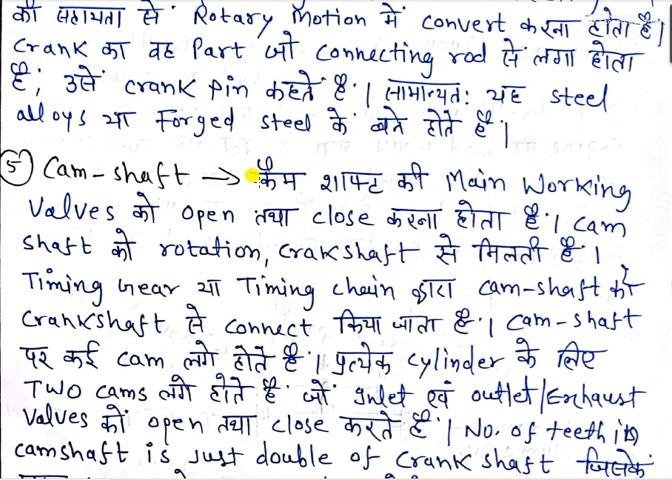 की सहायता से Rotary Motion में convert करना होता है।
Crank का वह Part जो connecting rod से लगा होता
है; उसे crank pin कहते हैं। सामान्यत: यह steel
alloys या Forged steel के बने होते हैं।
5 Cam-shaft → कैम शाफ्ट की Main Working
Valves को open तथा close करना होता है। Cam
shaft को rotation, crakshaft से मिलती है।
Timing Gear या Timing chain द्वारा cam-shaft को
crankshaft से connect किया जाता है। Cam-shaft
पर कई cam लगे होते हैं। प्रत्येक cylinder के लिए
Two cams लगे होते हैं जो Inlet एवं outlet/Exhaust
Valves को open तथा close करते हैं। No. of teeth in
camshaft is just double of crank shaft जिसके